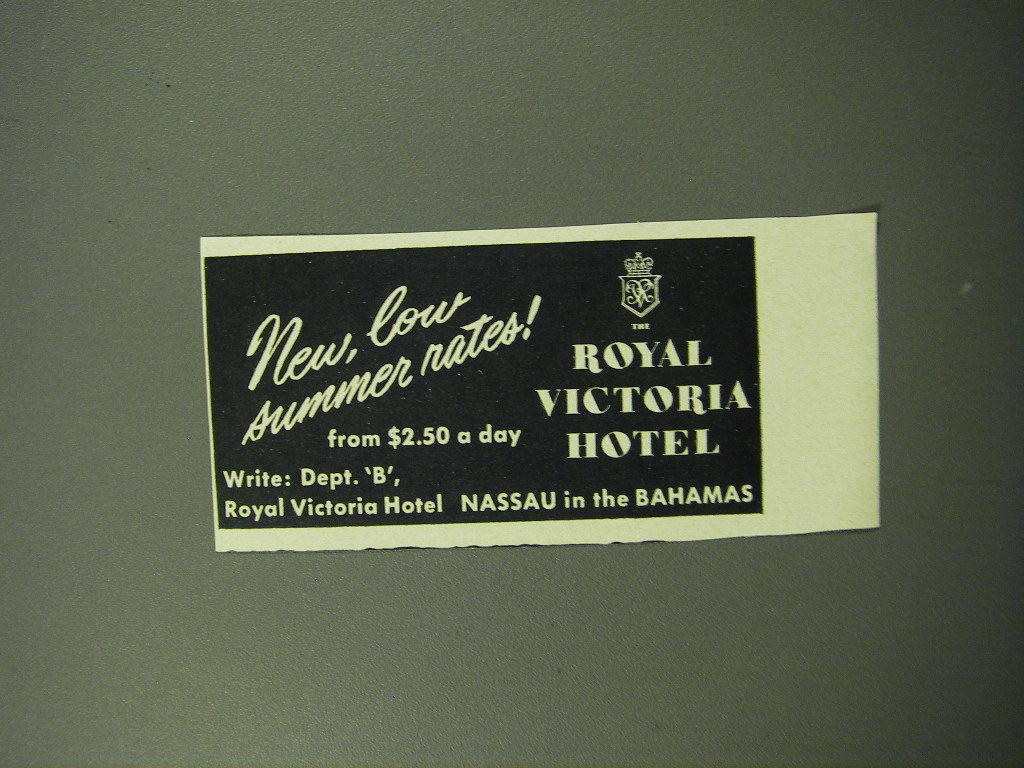 New, low
summer rates!
from $2.50 a day
Write: Dept. 'B',
Royal Victoria Hotel NASSAU in the BAHAMAS
THE
ROYAL
VICTORIA
HOTEL